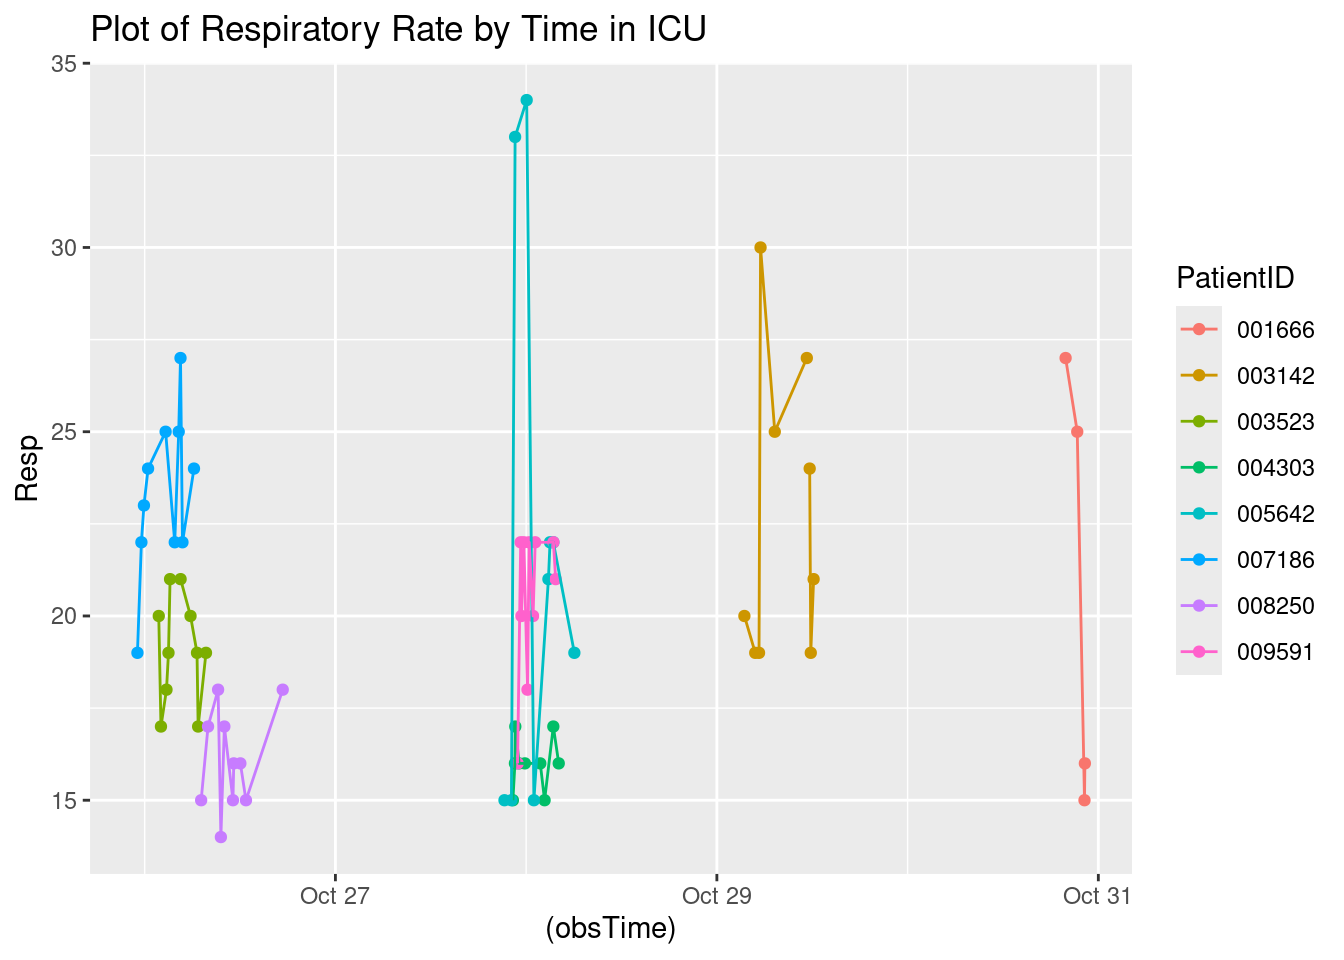 Plot of Respiratory Rate by Time in ICU
35
30
25
20
15
Resp
Oct 27
Oct 29
Oct 31
(obsTime)
PatientID
001666
003142
003523
004303
005642
007186
008250
009591